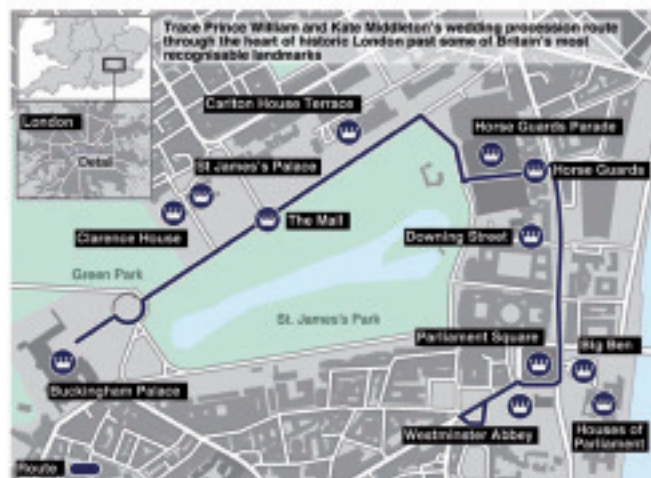 Trace Prince William and Kate Middleton's wedding procession route
through the heart of historic London past some of Britain's most
recognisable landmarks
London
Detail
Carlton House Terrace
Horse Guards Parade
St James's Palace
Horse Guards
The Mall
Clarence House
Downing Street
Green Park
St. James's Park
Parliament Square
Big Ben
Buckingham Palace
Westminster Abbey
Houses of
Parliament
Route